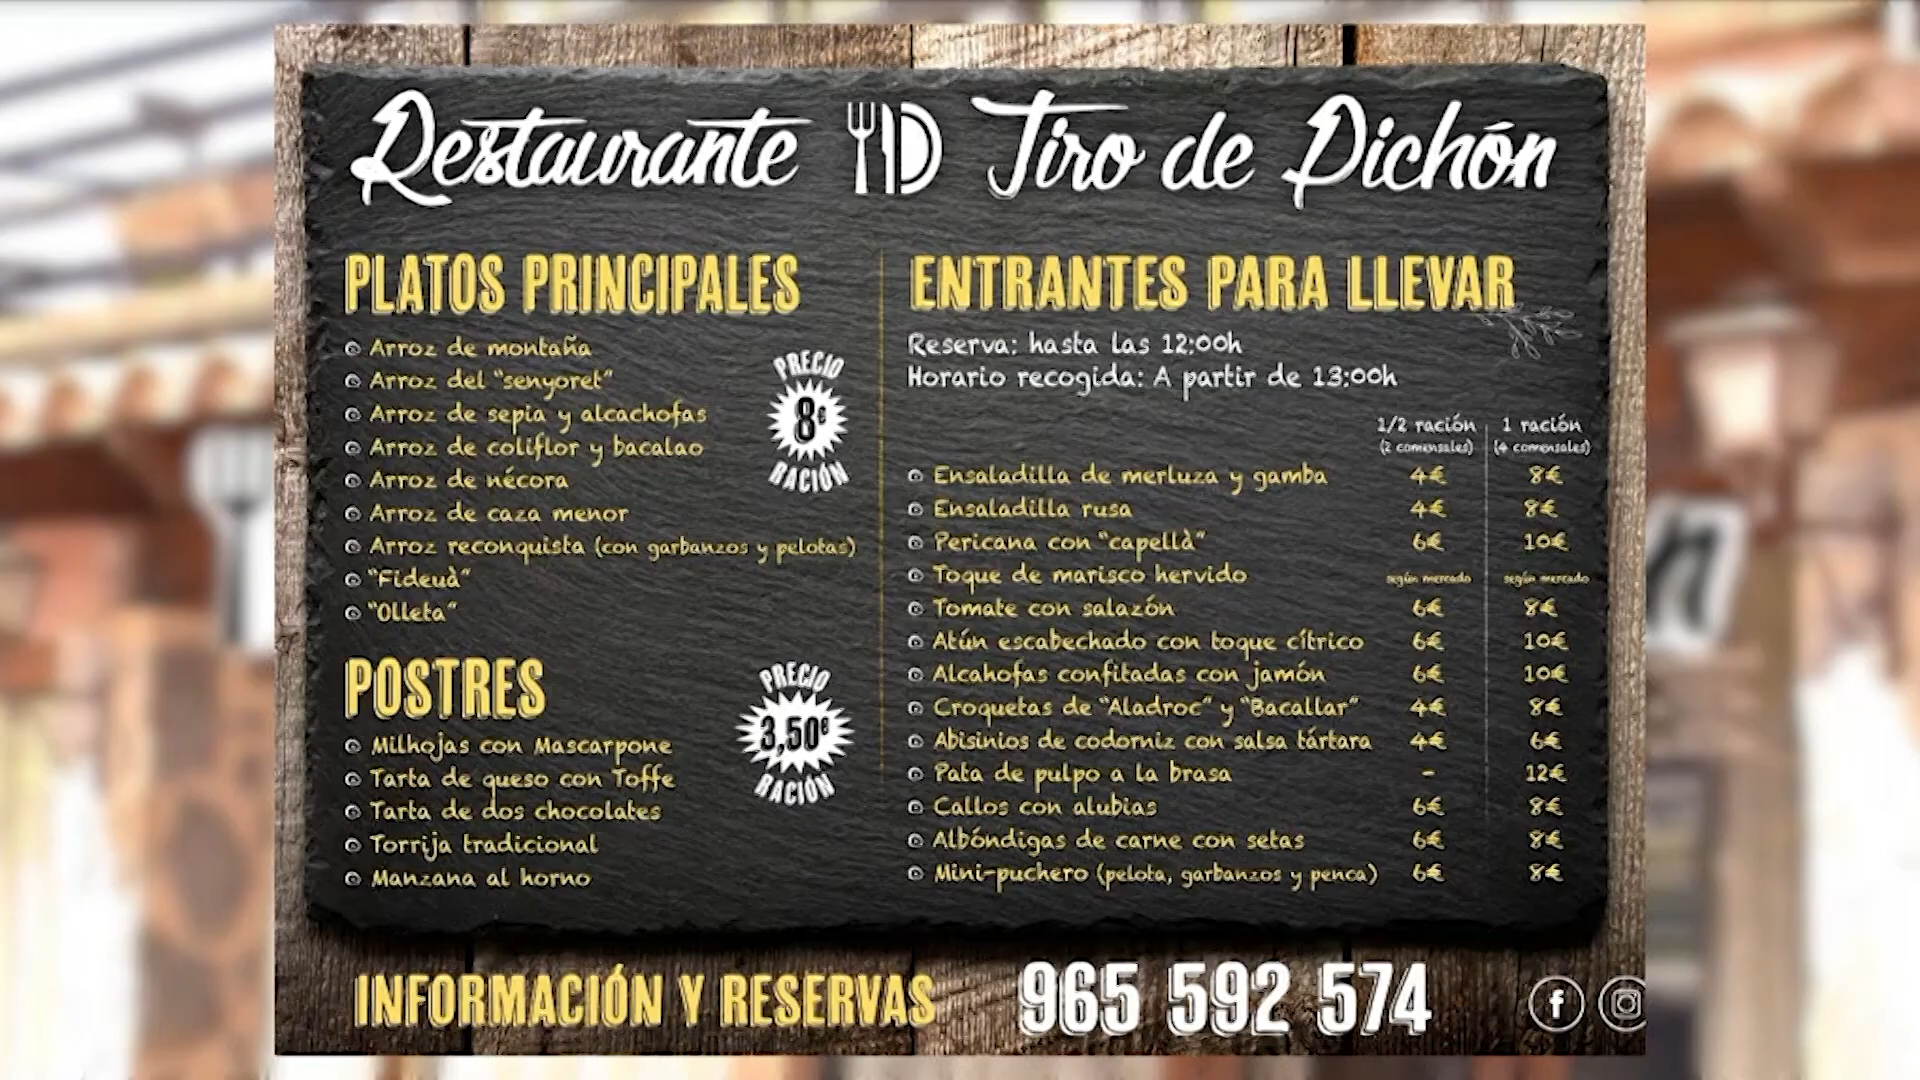 Restaurante Tiro de Pichón
PLATOS PRINCIPALES
Arroz de montaña
Arroz del "senyoret"
Arroz de sepia y alcachofas
Arroz de coliflor y bacalao
Arroz de nécora
Arroz de caza menor
Arroz reconquista (con garbanzos y pelotas)
"Fideuà"
"Olleta"
PRECIO
8€
RACIÓN
POSTRES
Milhojas con Mascarpone
Tarta de queso con Toffe
Tarta de dos chocolates
Torrija tradicional
Manzana al horno
PRECIO
3,50€
RACIÓN
ENTRANTES PARA LLEVAR
Reserva: hasta las 12:00h
Horario recogida: A partir de 13:00h
1/2 ración 1 ración
(2 comensales) (4 comensales)
Ensaladilla de merluza y gamba 4€ 8€
Ensaladilla rusa 4€ 8€
Pericana con "capellà" 6€ 10€
Toque de marisco hervido según mercado según mercado
Tomate con salazón 6€ 8€
Atún escabechado con toque cítrico 6€ 10€
Alcahofas confitadas con jamón 6€ 10€
Croquetas de "Aladroc" y "Bacallar" 4€ 8€
Abisinios de codorniz con salsa tártara 4€ 6€
Pata de pulpo a la brasa - 12€
Callos con alubias 6€ 8€
Albóndigas de carne con setas 6€ 8€
Mini-puchero (pelota, garbanzos y penca) 6€ 8€
INFORMACIÓN Y RESERVAS 965 592 574